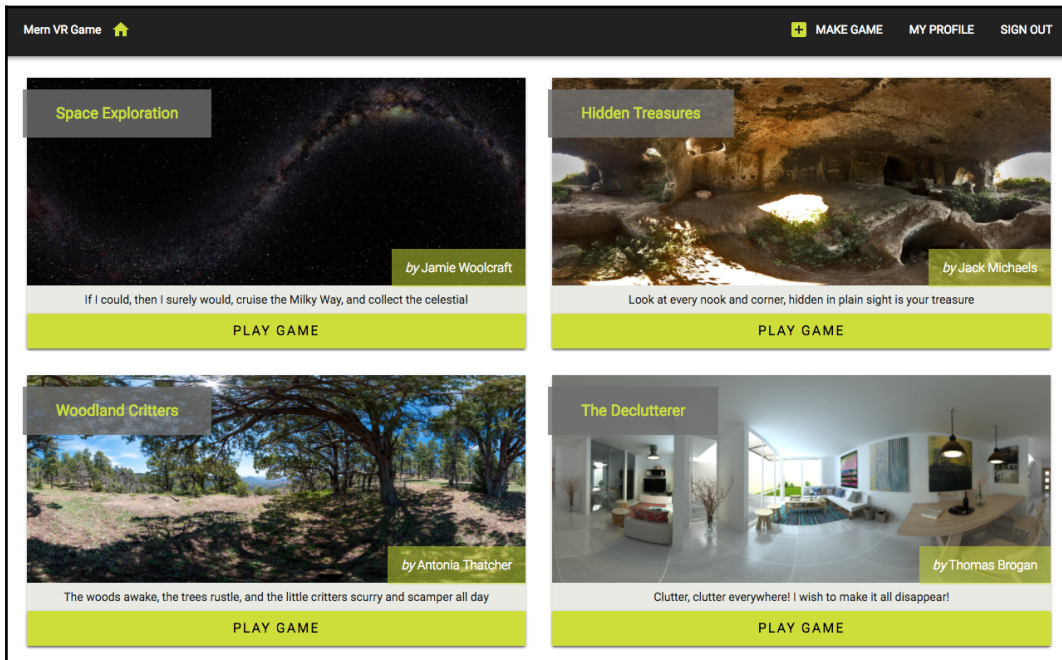 Mern VR Game
MAKE GAME MY PROFILE SIGN OUT
Space Exploration
by Jamie Woolcraft
If I could, then I surely would, cruise the Milky Way, and collect the celestial
PLAY GAME
Hidden Treasures
by Jack Michaels
Look at every nook and corner, hidden in plain sight is your treasure
PLAY GAME
Woodland Critters
by Antonia Thatcher
The woods awake, the trees rustle, and the little critters scurry and scamper all day
PLAY GAME
The Declutterer
by Thomas Brogan
Clutter, clutter everywhere! I wish to make it all disappear!
PLAY GAME